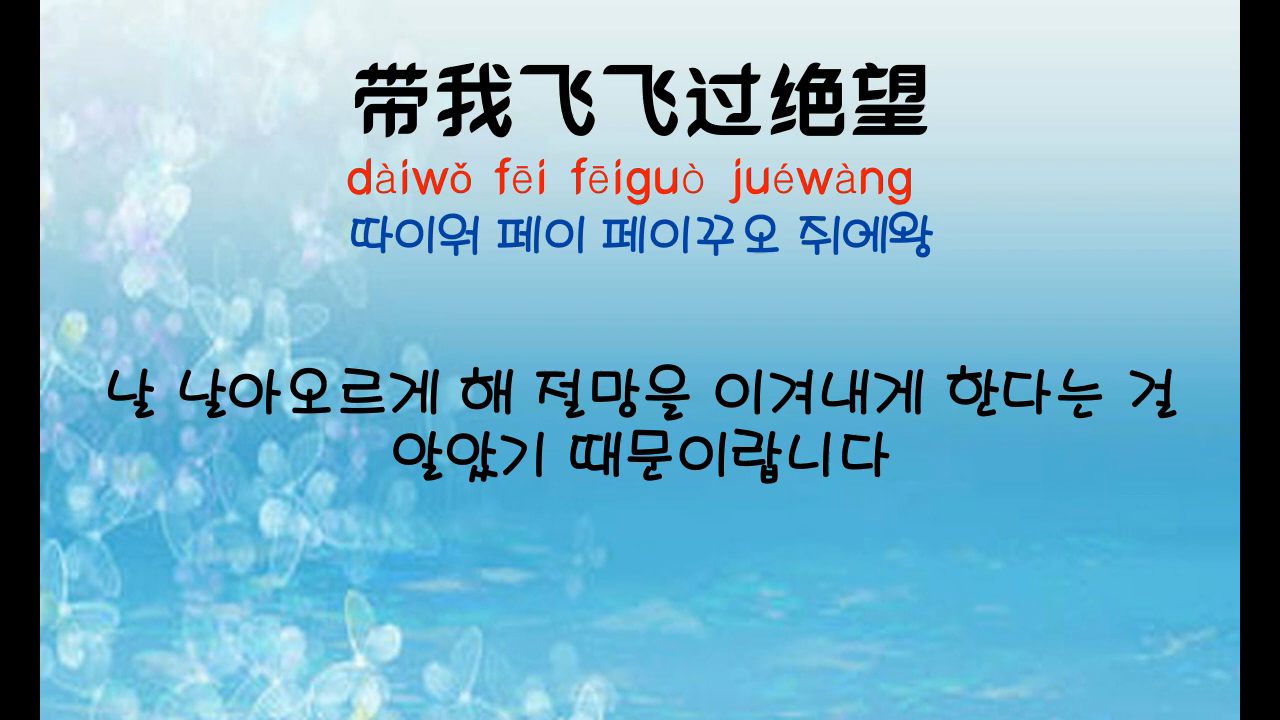 带我飞飞过绝望
dàiwǒ fēi fēiguò juéwàng
따이워 페이 페이꾸오 쥐에왕
날 날아오르게 해 절망을 이겨내게 한다는 걸
알았기 때문이랍니다